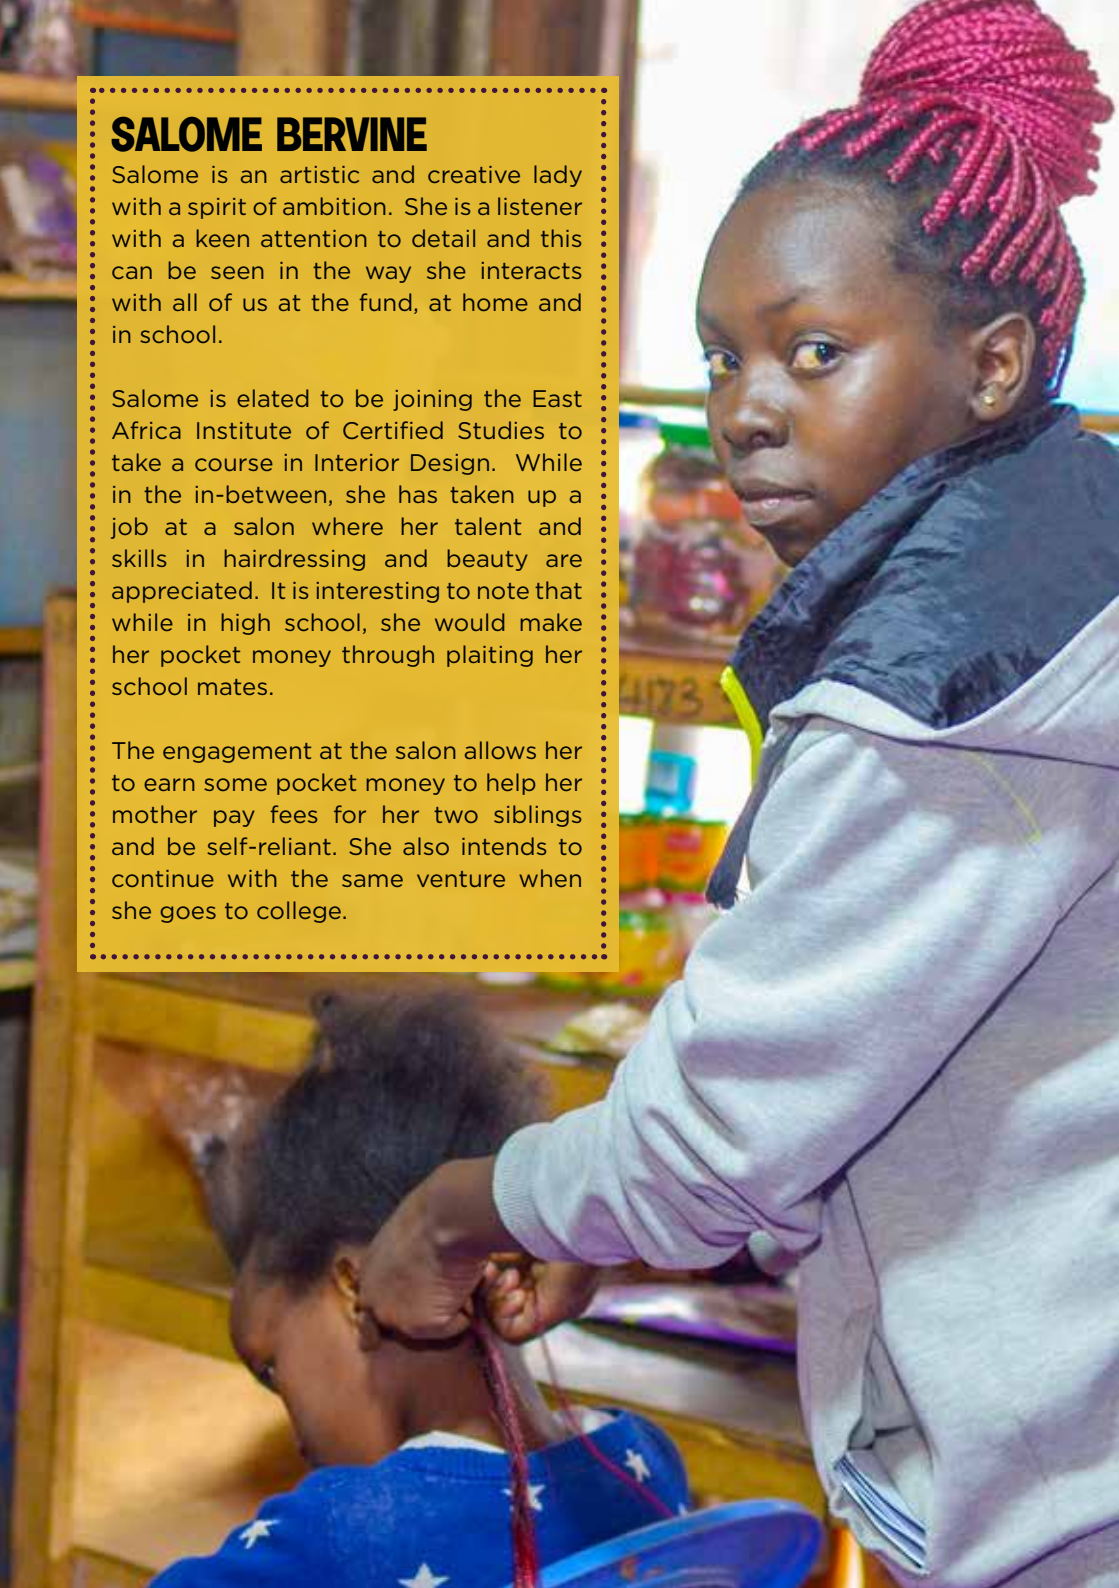 SALOME BERVINE
Salome is an artistic and creative lady
with a spirit of ambition.  She is a listener
with a keen attention to detail and this
can be seen in the way she interacts
with all of us at the fund, at home and
in school.
Salome is elated to be joining the East
Africa Institute of Certified Studies to
take a course in Interior Design.  While
in the in-between, she has taken up a
job at a salon where her talent and
skills in hairdressing and beauty are
appreciated.  It is interesting to note that
while in high school, she would make
her pocket money through plaiting her
school mates.
The engagement at the salon allows her
to earn some pocket money to help her
mother pay fees for her two siblings
and be self-reliant. She also intends to
continue with the same venture when
she goes to college.
4123